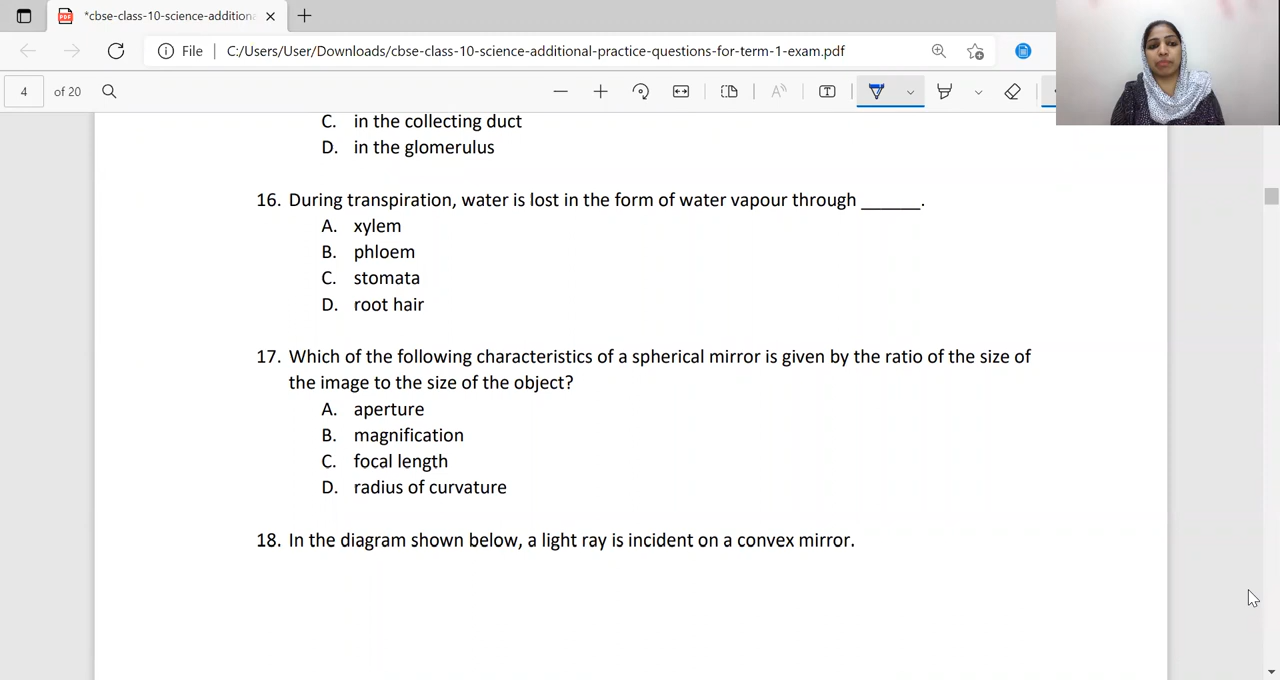 *cbse-class-10-science-additiona
File
C:/Users/User/Downloads/cbse-class-10-science-additional-practice-questions-for-term-1-exam.pdf
4 of 20
C. in the collecting duct
D. in the glomerulus
16. During transpiration, water is lost in the form of water vapour through ______.
A. xylem
B. phloem
C. stomata
D. root hair
17. Which of the following characteristics of a spherical mirror is given by the ratio of the size of
the image to the size of the object?
A. aperture
B. magnification
C. focal length
D. radius of curvature
18. In the diagram shown below, a light ray is incident on a convex mirror.